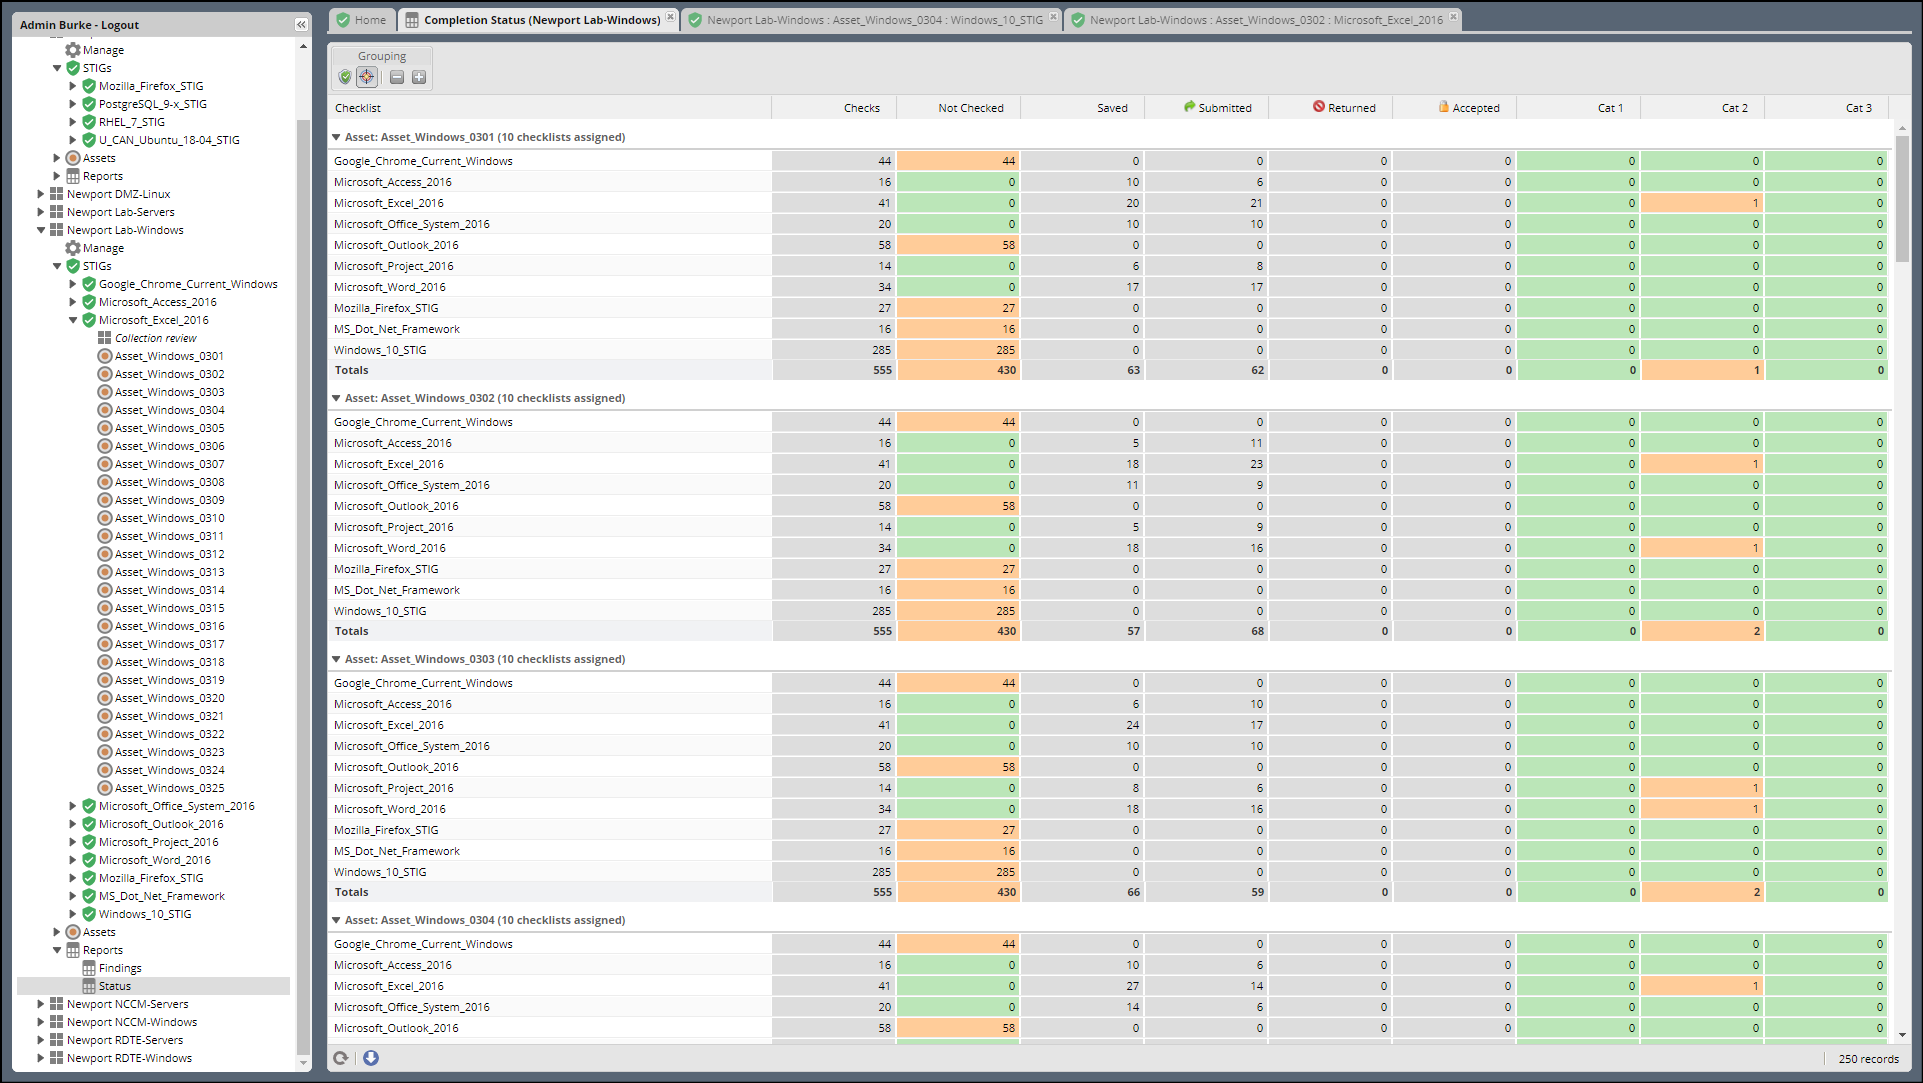 Admin Burke - Logout
Manage
STIGs
Mozilla_Firefox_STIG
PostgreSQL_9-x_STIG
RHEL_7_STIG
U_CAN_Ubuntu_18-04_STIG
Assets
Reports
Newport DMZ-Linux
Newport Lab-Servers
Newport Lab-Windows
Manage
STIGs
Google_Chrome_Current_Windows
Microsoft_Access_2016
Microsoft_Excel_2016
Collection review
Asset_Windows_0301
Asset_Windows_0302
Asset_Windows_0303
Asset_Windows_0304
Asset_Windows_0305
Asset_Windows_0306
Asset_Windows_0307
Asset_Windows_0308
Asset_Windows_0309
Asset_Windows_0310
Asset_Windows_0311
Asset_Windows_0312
Asset_Windows_0313
Asset_Windows_0314
Asset_Windows_0315
Asset_Windows_0316
Asset_Windows_0317
Asset_Windows_0318
Asset_Windows_0319
Asset_Windows_0320
Asset_Windows_0321
Asset_Windows_0322
Asset_Windows_0323
Asset_Windows_0324
Asset_Windows_0325
Microsoft_Office_System_2016
Microsoft_Outlook_2016
Microsoft_Project_2016
Microsoft_Word_2016
Mozilla_Firefox_STIG
MS_Dot_Net_Framework
Windows_10_STIG
Assets
Reports
Findings
Status
Newport NCCM-Servers
Newport NCCM-Windows
Newport RDTE-Servers
Newport RDTE-Windows
Home Completion Status (Newport Lab-Windows) Newport Lab-Windows : Asset_Windows_0304 : Windows_10_STIG Newport Lab-Windows : Asset_Windows_0302 : Microsoft_Excel_2016
Grouping
Checklist Checks Not Checked Saved Submitted Returned Accepted Cat 1 Cat 2 Cat 3
Asset: Asset_Windows_0301 (10 checklists assigned)
Google_Chrome_Current_Windows 44 44 0 0 0 0 0 0 0
Microsoft_Access_2016 16 0 10 6 0 0 0 0 0
Microsoft_Excel_2016 41 0 20 21 0 0 0 1 0
Microsoft_Office_System_2016 20 0 10 10 0 0 0 0 0
Microsoft_Outlook_2016 58 58 0 0 0 0 0 0 0
Microsoft_Project_2016 14 0 6 8 0 0 0 0 0
Microsoft_Word_2016 34 0 17 17 0 0 0 0 0
Mozilla_Firefox_STIG 27 27 0 0 0 0 0 0 0
MS_Dot_Net_Framework 16 16 0 0 0 0 0 0 0
Windows_10_STIG 285 285 0 0 0 0 0 0 0
Totals 555 430 63 62 0 0 0 1 0
Asset: Asset_Windows_0302 (10 checklists assigned)
Google_Chrome_Current_Windows 44 44 0 0 0 0 0 0 0
Microsoft_Access_2016 16 0 5 11 0 0 0 0 0
Microsoft_Excel_2016 41 0 18 23 0 0 0 1 0
Microsoft_Office_System_2016 20 0 11 9 0 0 0 0 0
Microsoft_Outlook_2016 58 58 0 0 0 0 0 0 0
Microsoft_Project_2016 14 0 5 9 0 0 0 0 0
Microsoft_Word_2016 34 0 18 16 0 0 0 1 0
Mozilla_Firefox_STIG 27 27 0 0 0 0 0 0 0
MS_Dot_Net_Framework 16 16 0 0 0 0 0 0 0
Windows_10_STIG 285 285 0 0 0 0 0 0 0
Totals 555 430 57 68 0 0 0 2 0
Asset: Asset_Windows_0303 (10 checklists assigned)
Google_Chrome_Current_Windows 44 44 0 0 0 0 0 0 0
Microsoft_Access_2016 16 0 6 10 0 0 0 0 0
Microsoft_Excel_2016 41 0 24 17 0 0 0 0 0
Microsoft_Office_System_2016 20 0 10 10 0 0 0 0 0
Microsoft_Outlook_2016 58 58 0 0 0 0 0 0 0
Microsoft_Project_2016 14 0 8 6 0 0 0 1 0
Microsoft_Word_2016 34 0 18 16 0 0 0 1 0
Mozilla_Firefox_STIG 27 27 0 0 0 0 0 0 0
MS_Dot_Net_Framework 16 16 0 0 0 0 0 0 0
Windows_10_STIG 285 285 0 0 0 0 0 0 0
Totals 555 430 66 59 0 0 0 2 0
Asset: Asset_Windows_0304 (10 checklists assigned)
Google_Chrome_Current_Windows 44 44 0 0 0 0 0 0 0
Microsoft_Access_2016 16 0 10 6 0 0 0 0 0
Microsoft_Excel_2016 41 0 27 14 0 0 0 1 0
Microsoft_Office_System_2016 20 0 14 6 0 0 0 0 0
Microsoft_Outlook_2016 58 58 0 0 0 0 0 0 0
250 records